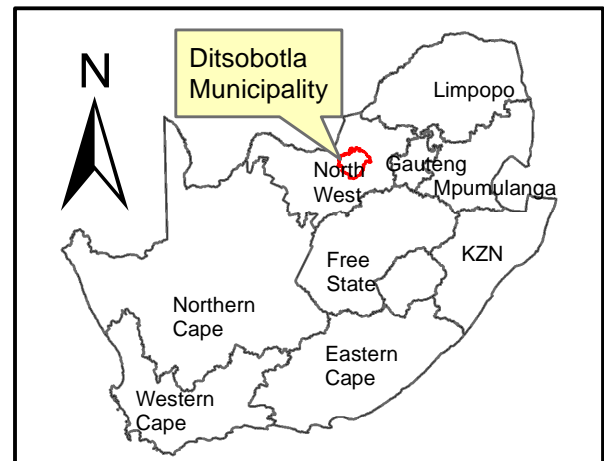 N
Ditsobotla
Municipality
Limpopo
North
West
Gauteng
Mpumulanga
Free
State
KZN
Northern
Cape
Eastern
Cape
Western
Cape